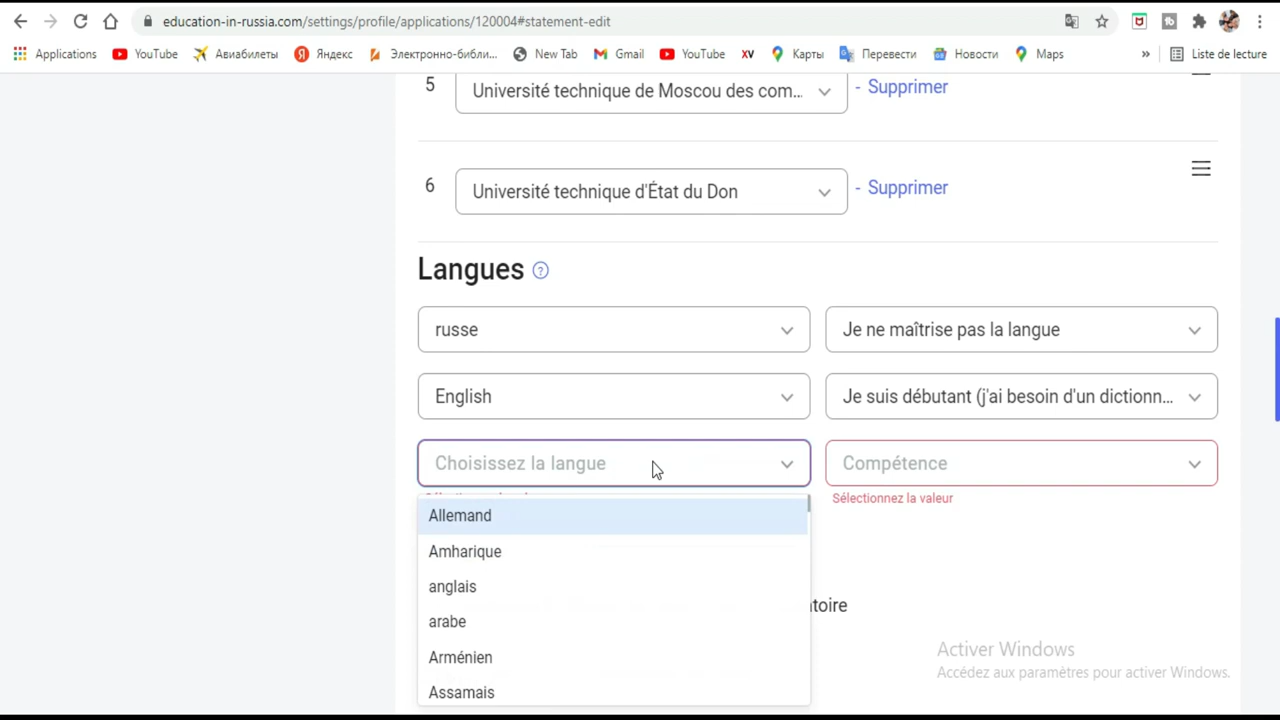 education-in-russia.com/settings/profile/applications/120004#statement-edit
Applications YouTube Авиабилеты Яндекс Электронно-библи... New Tab Gmail YouTube Карты Перевести Новости Maps » Liste de lecture
5 Université technique de Moscou des com... - Supprimer
6 Université technique d'État du Don - Supprimer
Langues ?
russe Je ne maîtrise pas la langue
English Je suis débutant (j'ai besoin d'un dictionn...
Choisissez la langue Compétence
Sélectionnez la valeur
Allemand
Amharique
anglais
arabe
Arménien
Assamais
Activer Windows
Accédez aux paramètres pour activer Windows.